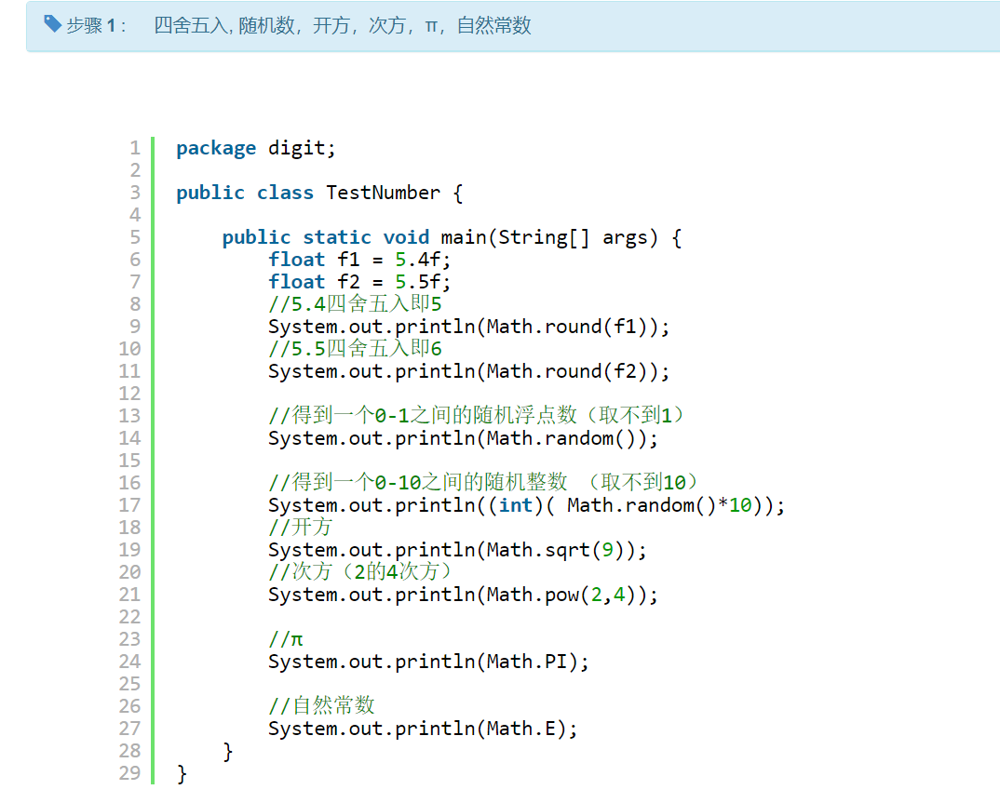 步骤 1 : 四舍五入, 随机数，开方，次方，π，自然常数
1 package digit;
2
3 public class TestNumber {
4
5 public static void main(String[] args) {
6 float f1 = 5.4f;
7 float f2 = 5.5f;
8 //5.4四舍五入即5
9 System.out.println(Math.round(f1));
10 //5.5四舍五入即6
11 System.out.println(Math.round(f2));
12
13 //得到一个0-1之间的随机浮点数（取不到1）
14 System.out.println(Math.random());
15
16 //得到一个0-10之间的随机整数 （取不到10）
17 System.out.println((int)( Math.random()*10));
18 //开方
19 System.out.println(Math.sqrt(9));
20 //次方（2的4次方）
21 System.out.println(Math.pow(2,4));
22
23 //π
24 System.out.println(Math.PI);
25
26 //自然常数
27 System.out.println(Math.E);
28 }
29 }